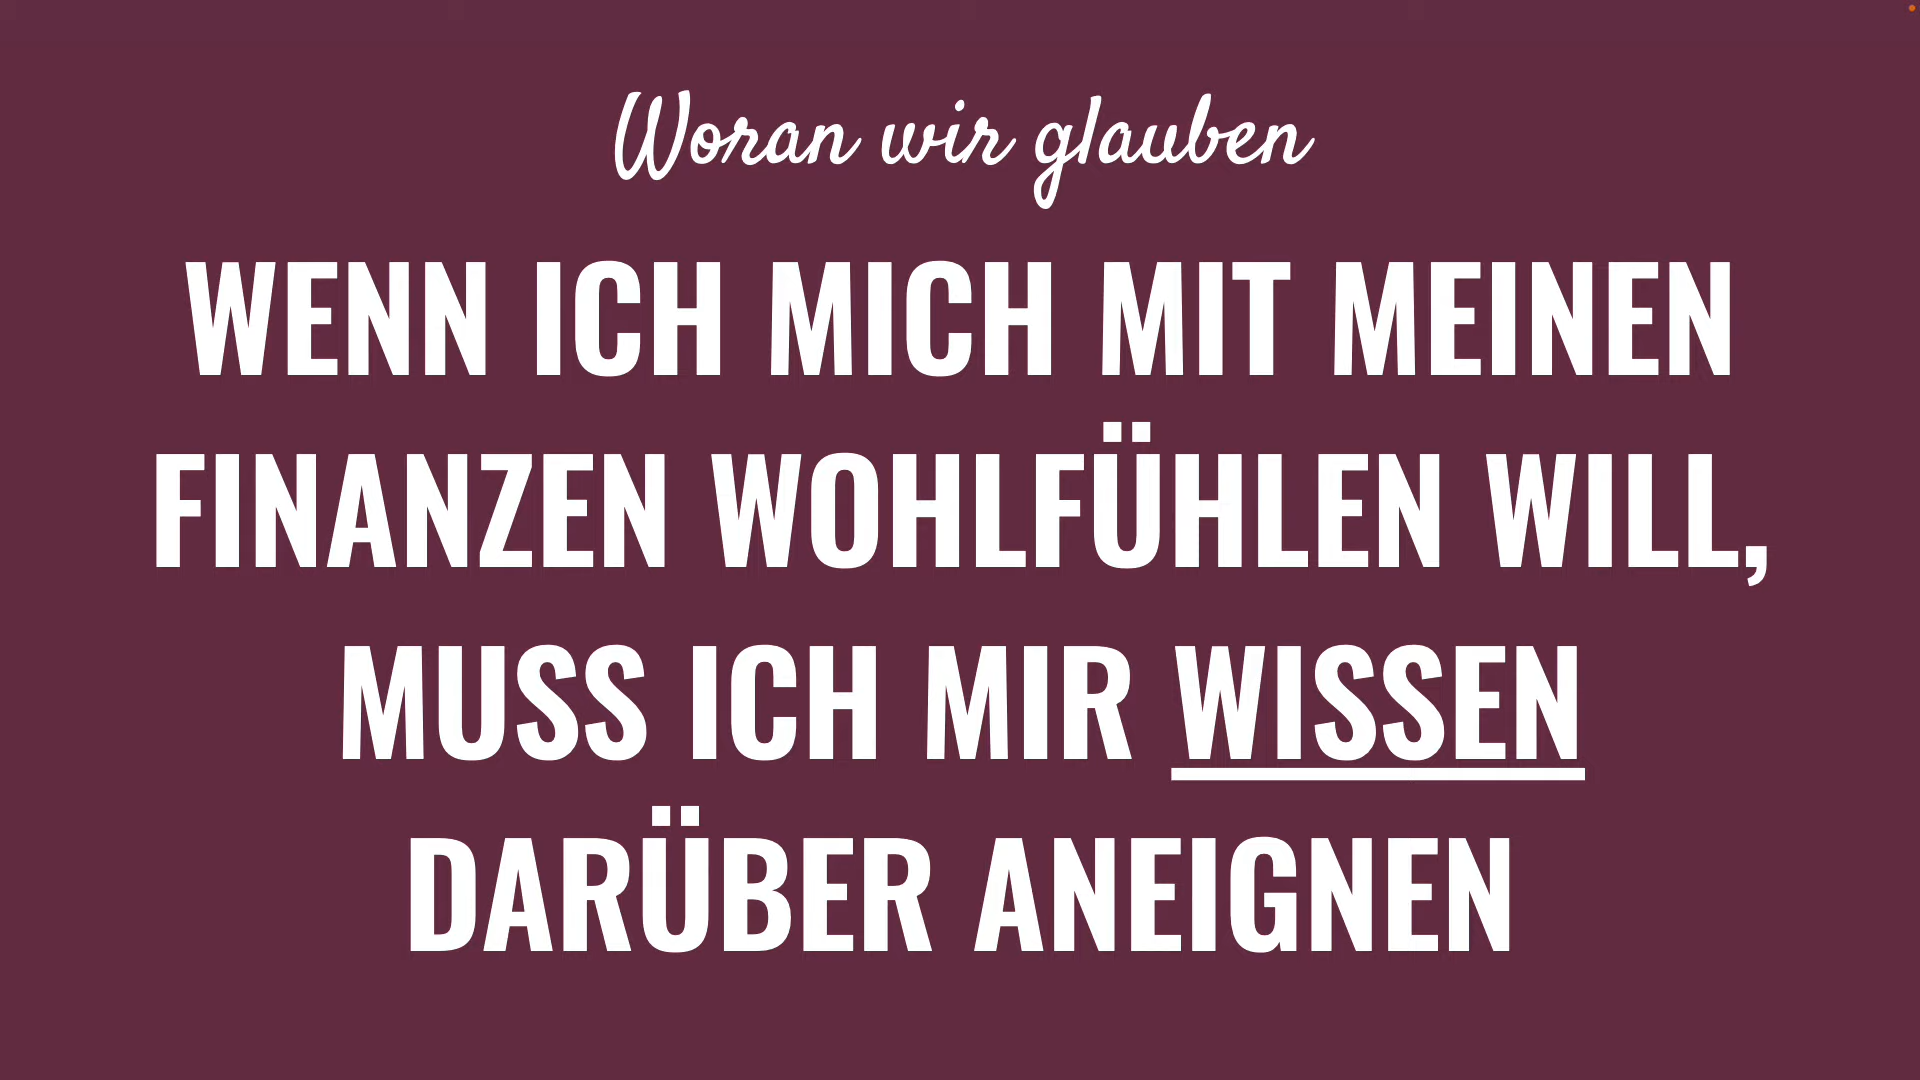 Woran wir glauben
WENN ICH MICH MIT MEINEN
FINANZEN WOHLFÜHLEN WILL,
MUSS ICH MIR WISSEN
DARÜBER ANEIGNEN